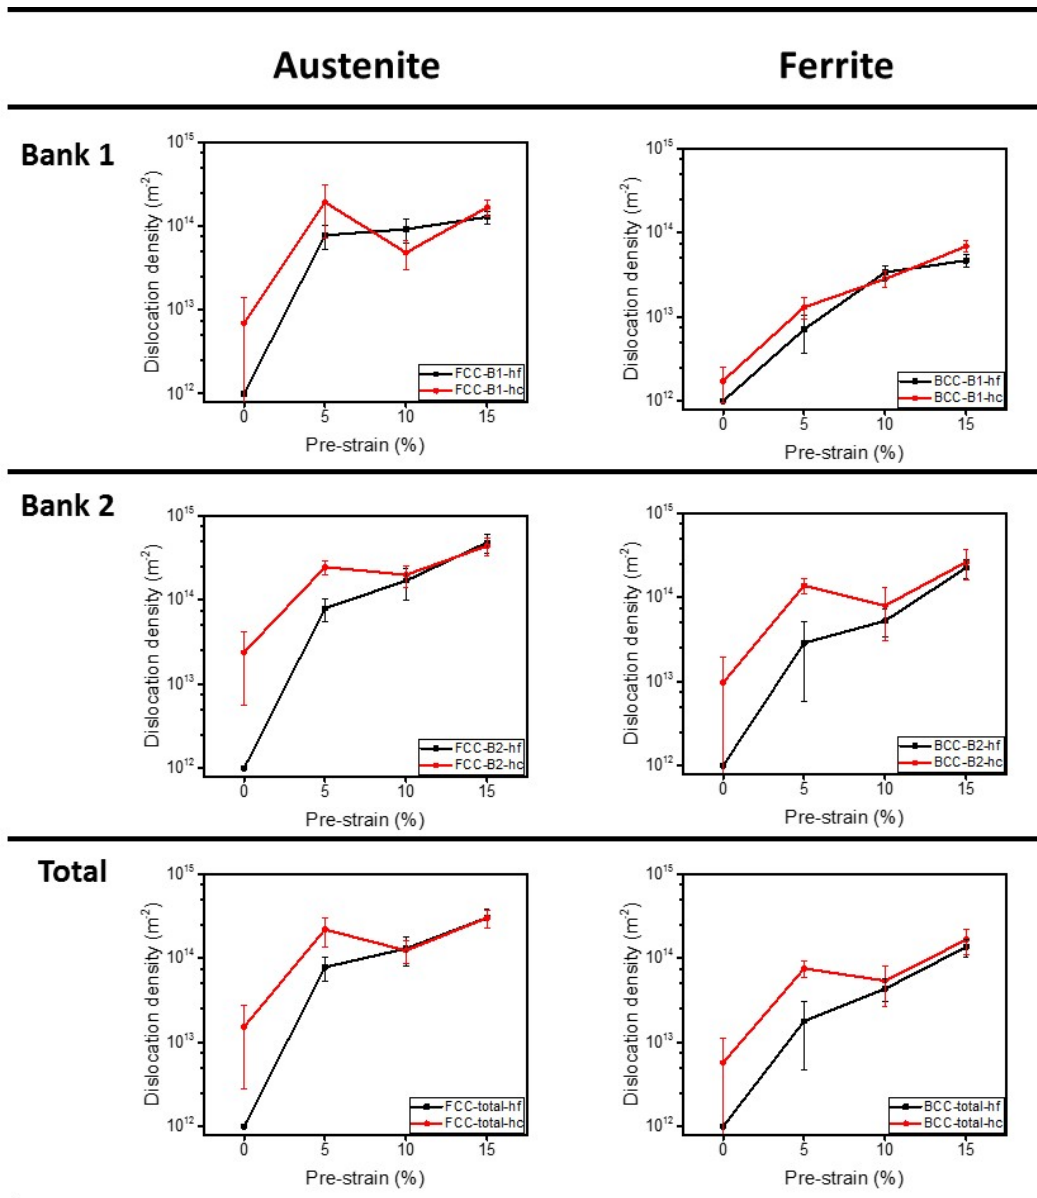 Austenite Ferrite
Bank 1
Dislocation density (m-2)
10^15
10^14
10^13
10^12
0 5 10 15
Pre-strain (%)
FCC-B1-hf
FCC-B1-hc
Dislocation density (m-2)
10^15
10^14
10^13
10^12
0 5 10 15
Pre-strain (%)
BCC-B1-hf
BCC-B1-hc
Bank 2
Dislocation density (m-2)
10^15
10^14
10^13
10^12
0 5 10 15
Pre-strain (%)
FCC-B2-hf
FCC-B2-hc
Dislocation density (m-2)
10^15
10^14
10^13
10^12
0 5 10 15
Pre-strain (%)
BCC-B2-hf
BCC-B2-hc
Total
Dislocation density (m-2)
10^15
10^14
10^13
10^12
0 5 10 15
Pre-strain (%)
FCC-total-hf
FCC-total-hc
Dislocation density (m-2)
10^15
10^14
10^13
10^12
0 5 10 15
Pre-strain (%)
BCC-total-hf
BCC-total-hc